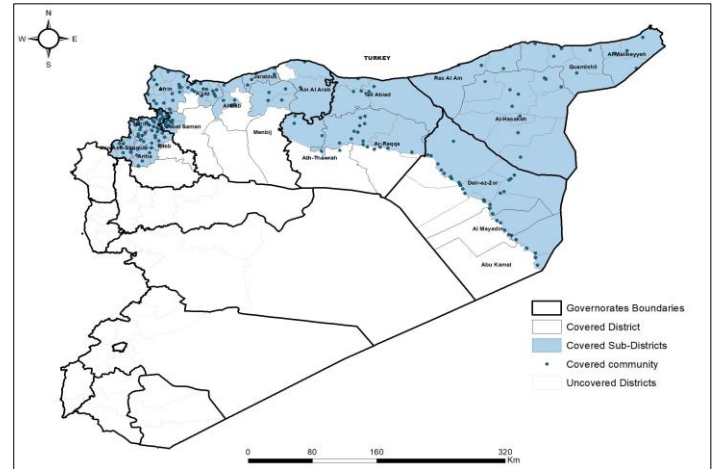 N
W E
S
TURKEY
Al-Malikeyyeh
Quamishli
Ras Al Ain
Jarablus
Afrin
Ain Al Arab
Tall Abiad
Al-Hasakeh
Menbij
Ar-Raqqa
Ath-Thawrah
Ariha
Deir-ez-Zor
Al Mayadin
Abu Kamal
Governorates Boundaries
Covered District
Covered Sub-Districts
Covered community
Uncovered Districts
0 80 160 320
Km